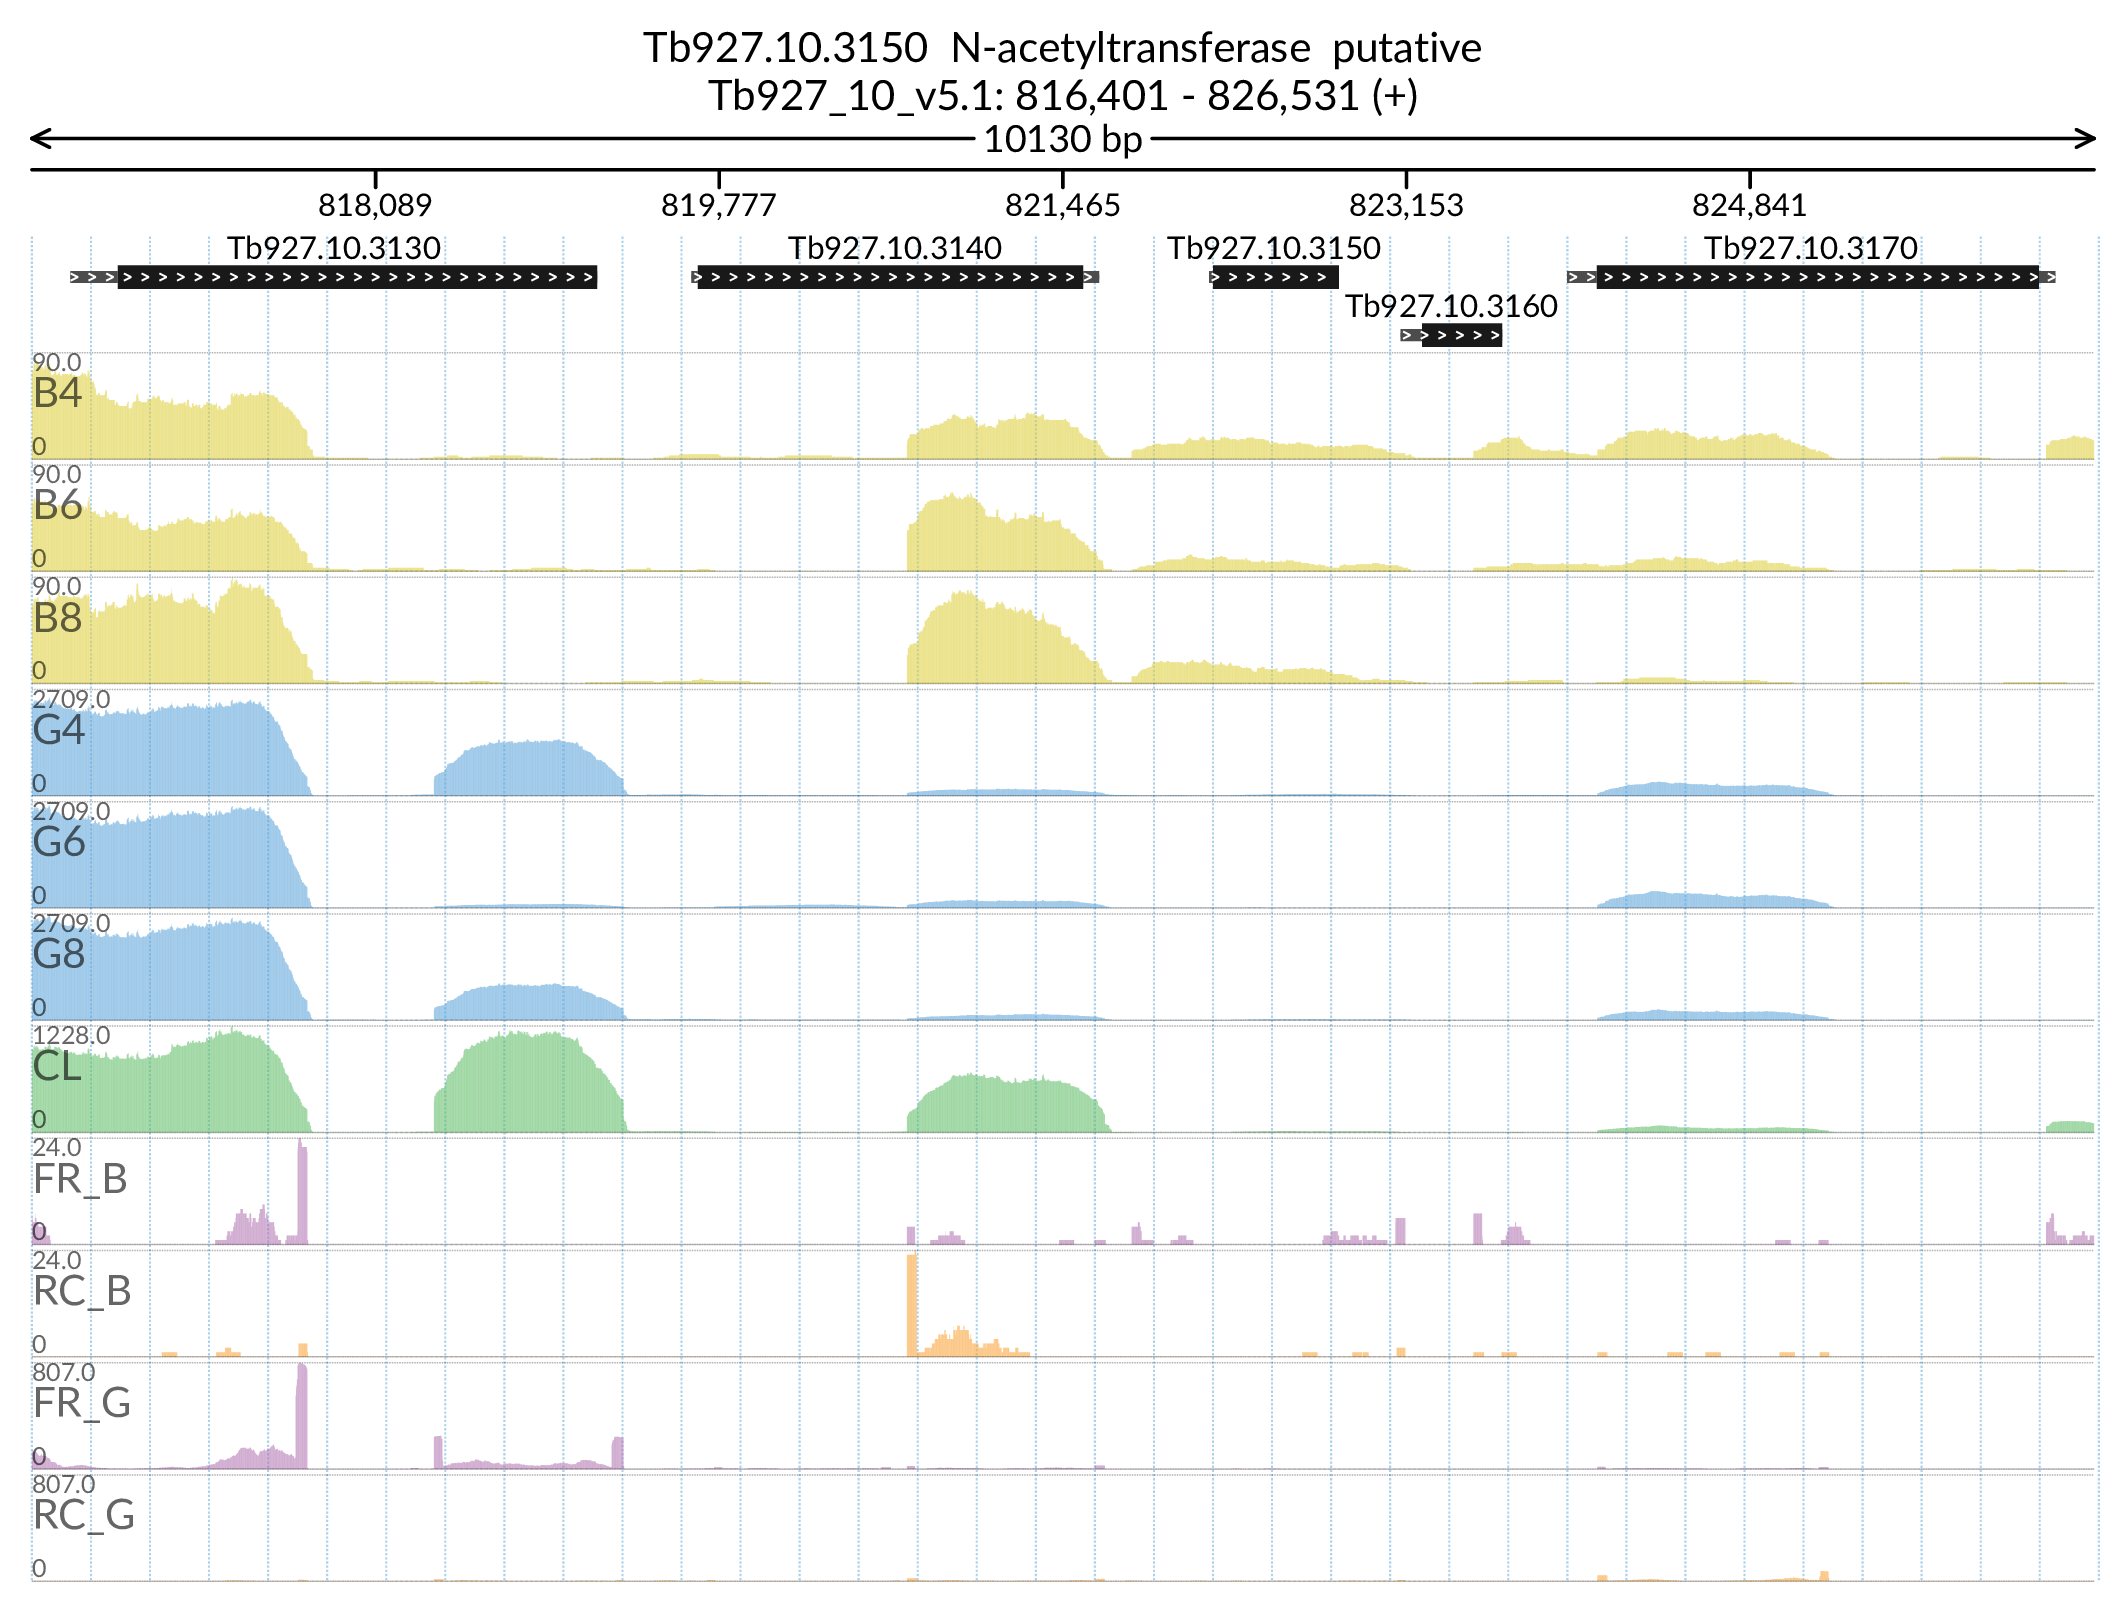 Tb927.10.3150 N-acetyltransferase putative
Tb927_10_v5.1: 816,401 - 826,531 (+)
10130 bp
818,089 819,777 821,465 823,153 824,841
Tb927.10.3130 Tb927.10.3140 Tb927.10.3150 Tb927.10.3170
Tb927.10.3160
90.0
B4
0
90.0
B6
0
90.0
B8
0
2709.0
G4
0
2709.0
G6
0
2709.0
G8
0
1228.0
CL
0
24.0
FR_B
0
24.0
RC_B
0
807.0
FR_G
0
807.0
RC_G
0